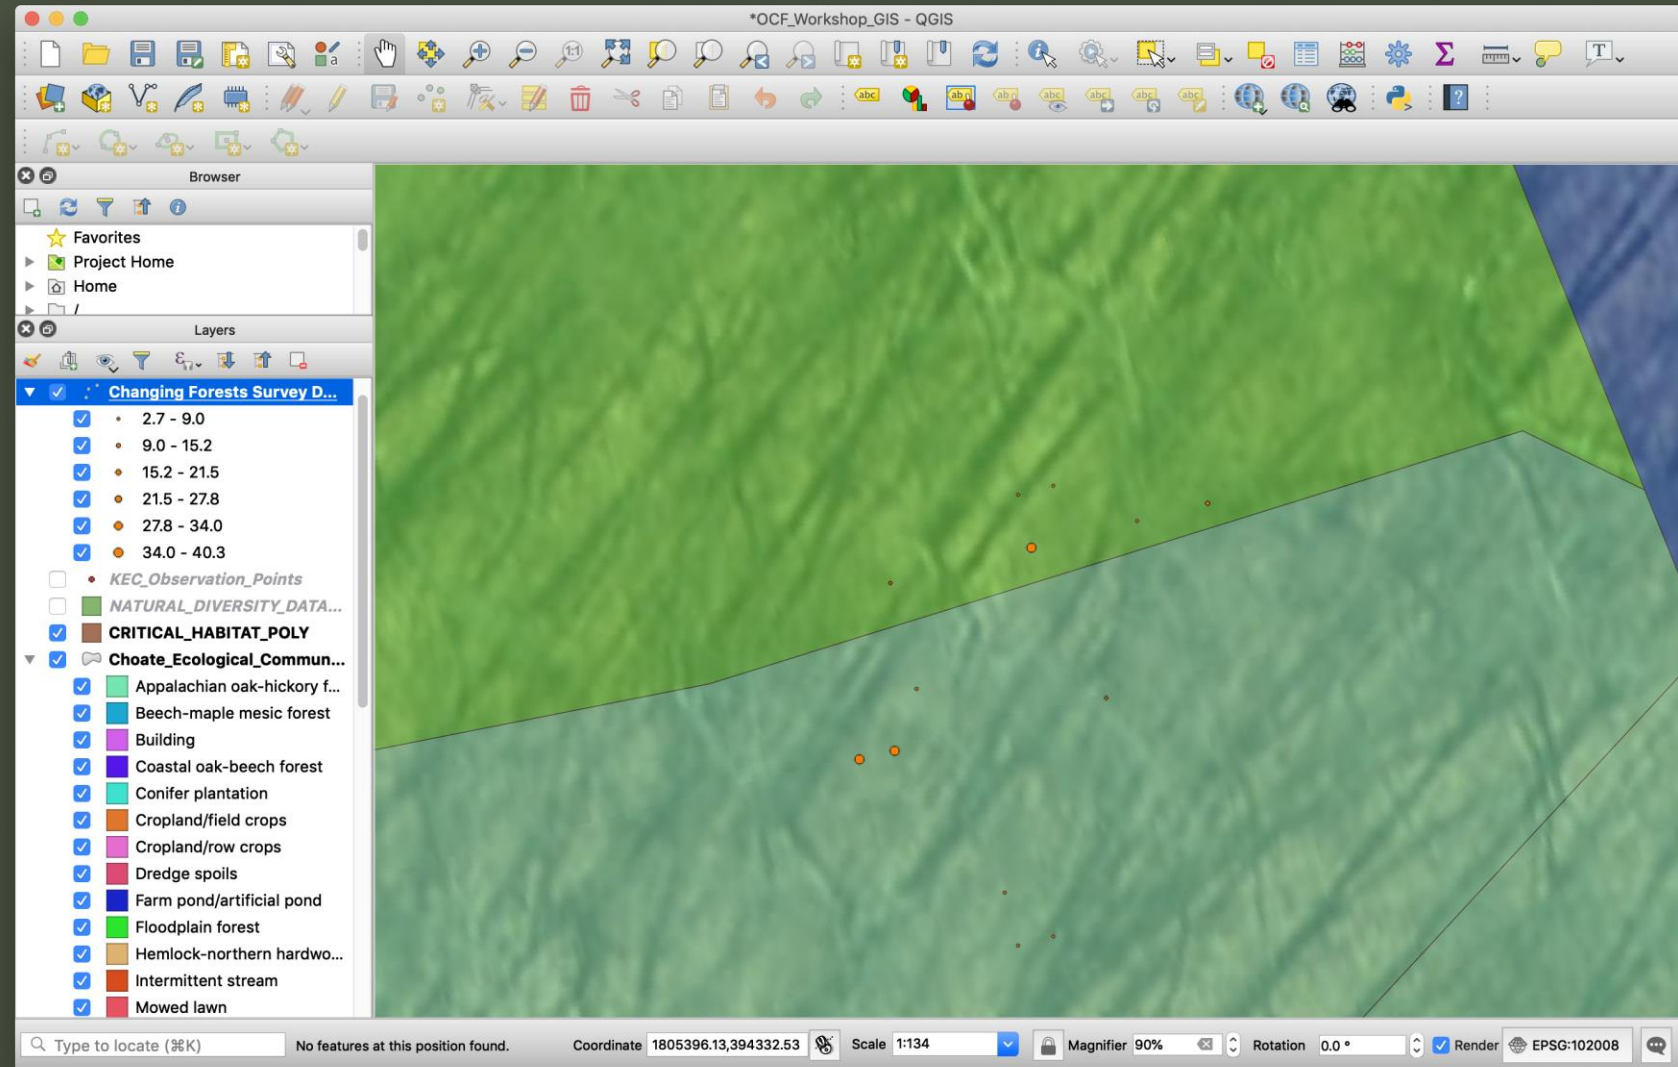 *OCF_Workshop_GIS - QGIS
Browser
Favorites
Project Home
Home
/
Layers
Changing Forests Survey D...
2.7 - 9.0
9.0 - 15.2
15.2 - 21.5
21.5 - 27.8
27.8 - 34.0
34.0 - 40.3
KEC_Observation_Points
NATURAL_DIVERSITY_DATA...
CRITICAL_HABITAT_POLY
Choate_Ecological_Commun...
Appalachian oak-hickory f...
Beech-maple mesic forest
Building
Coastal oak-beech forest
Conifer plantation
Cropland/field crops
Cropland/row crops
Dredge spoils
Farm pond/artificial pond
Floodplain forest
Hemlock-northern hardwo...
Intermittent stream
Mowed lawn
Type to locate (⌘K) No features at this position found. Coordinate 1805396.13,394332.53 Scale 1:134 Magnifier 90% Rotation 0.0 ° Render EPSG:102008